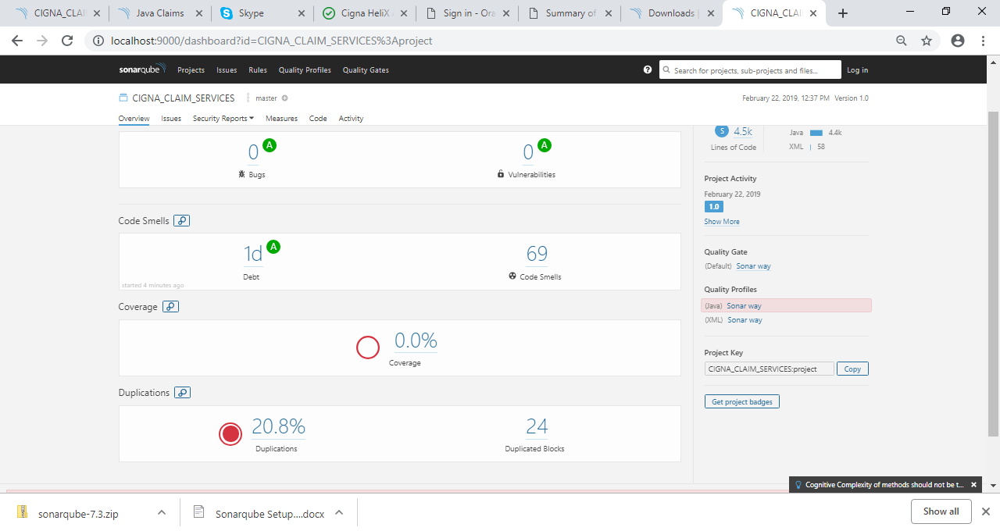 CIGNA_CLAI
Java Claims
Skype
Cigna HeliX
Sign in - Ora
Summary of
Downloads |
CIGNA_CLAI
localhost:9000/dashboard?id=CIGNA_CLAIM_SERVICES%3Aproject
sonarqube
Projects
Issues
Rules
Quality Profiles
Quality Gates
Search for projects, sub-projects and files...
Log in
CIGNA_CLAIM_SERVICES
master
February 22, 2019, 12:37 PM Version 1.0
Overview
Issues
Security Reports
Measures
Code
Activity
0 A
Bugs
0 A
Vulnerabilities
Code Smells
1d A
Debt
69
Code Smells
started 4 minutes ago
Coverage
0.0%
Coverage
Duplications
20.8%
Duplications
24
Duplicated Blocks
S 4.5k
Lines of Code
Java 4.4k
XML 58
Project Activity
February 22, 2019
1.0
Show More
Quality Gate
(Default) Sonar way
Quality Profiles
(Java) Sonar way
(XML) Sonar way
Project Key
CIGNA_CLAIM_SERVICES:project
Copy
Get project badges
Cognitive Complexity of methods should not be t...
sonarqube-7.3.zip
Sonarqube Setup....docx
Show all